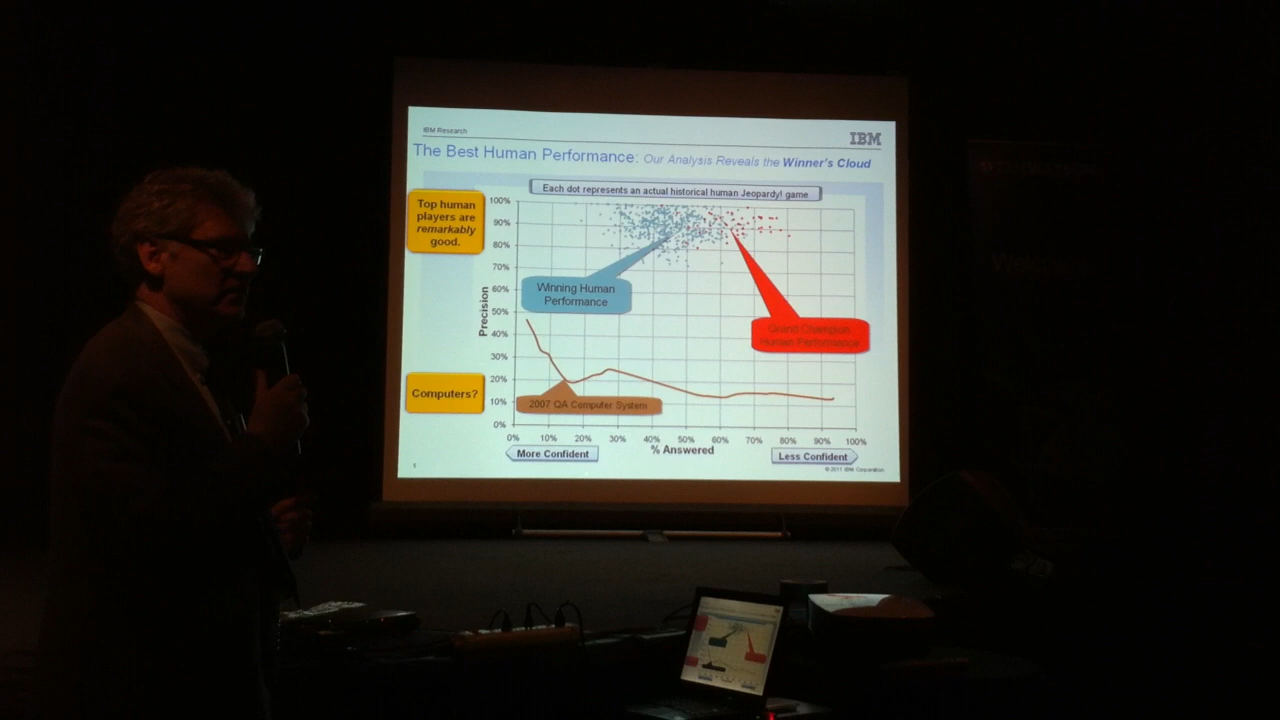 IBM Research
IBM
The Best Human Performance: Our Analysis Reveals the Winner's Cloud
Each dot represents an actual historical human Jeopardy! game
Top human
players are
remarkably
good.
100%
90%
80%
70%
60%
50%
40%
30%
20%
10%
0%
Precision
Winning Human
Performance
Grand Champion
Human Performance
Computers?
2007 QA Computer System
0%
10%
20%
30%
40%
50%
60%
70%
80%
90%
100%
More Confident
% Answered
Less Confident
© 2011 IBM Corporation